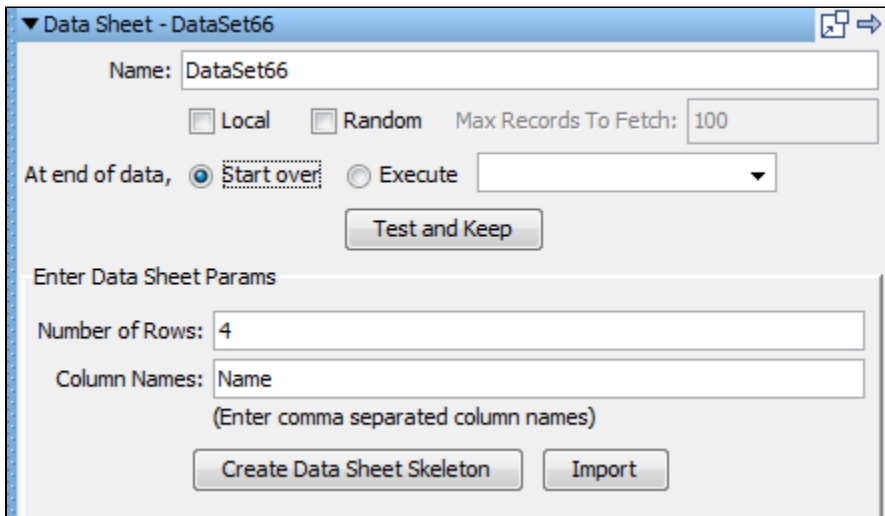 Data Sheet - DataSet66
Name: DataSet66
Local Random Max Records To Fetch: 100
At end of data, Start over Execute
Test and Keep
Enter Data Sheet Params
Number of Rows: 4
Column Names: Name
(Enter comma separated column names)
Create Data Sheet Skeleton Import